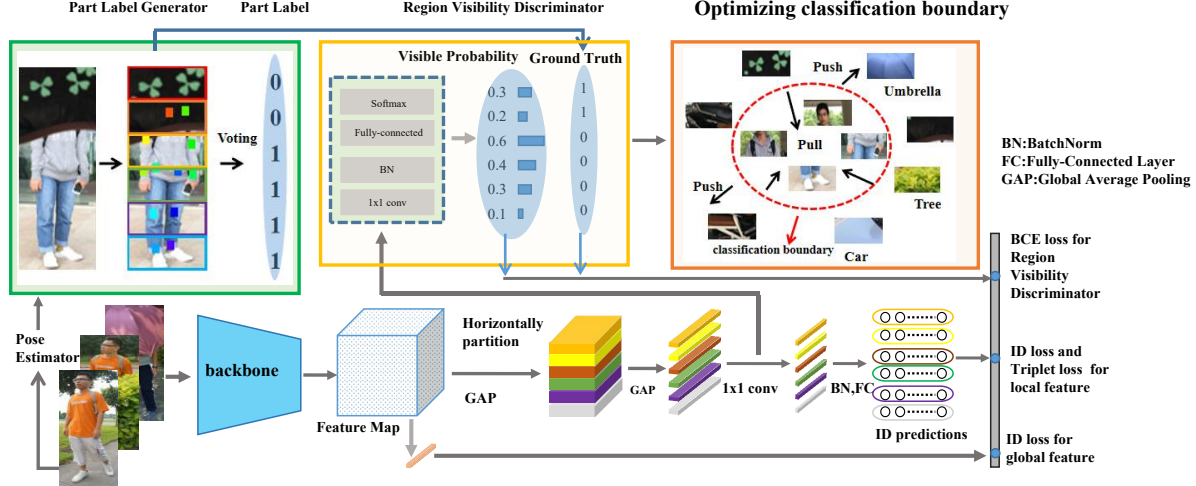 Part Label Generator
Part Label
Region Visibility Discriminator
Optimizing classification boundary
Voting
0
0
1
1
1
1
Visible Probability
Ground Truth
Softmax
Fully-connected
BN
1x1 conv
0.3
0.2
0.6
0.4
0.3
0.1
1
1
0
0
0
0
Push
Umbrella
Pull
Push
Tree
classification boundary
Car
BN:BatchNorm
FC:Fully-Connected Layer
GAP:Global Average Pooling
Pose
Estimator
backbone
Feature Map
Horizontally
partition
GAP
GAP
1x1 conv
BN,FC
ID predictions
BCE loss for
Region
Visibility
Discriminator
ID loss and
Triplet loss for
local feature
ID loss for
global feature